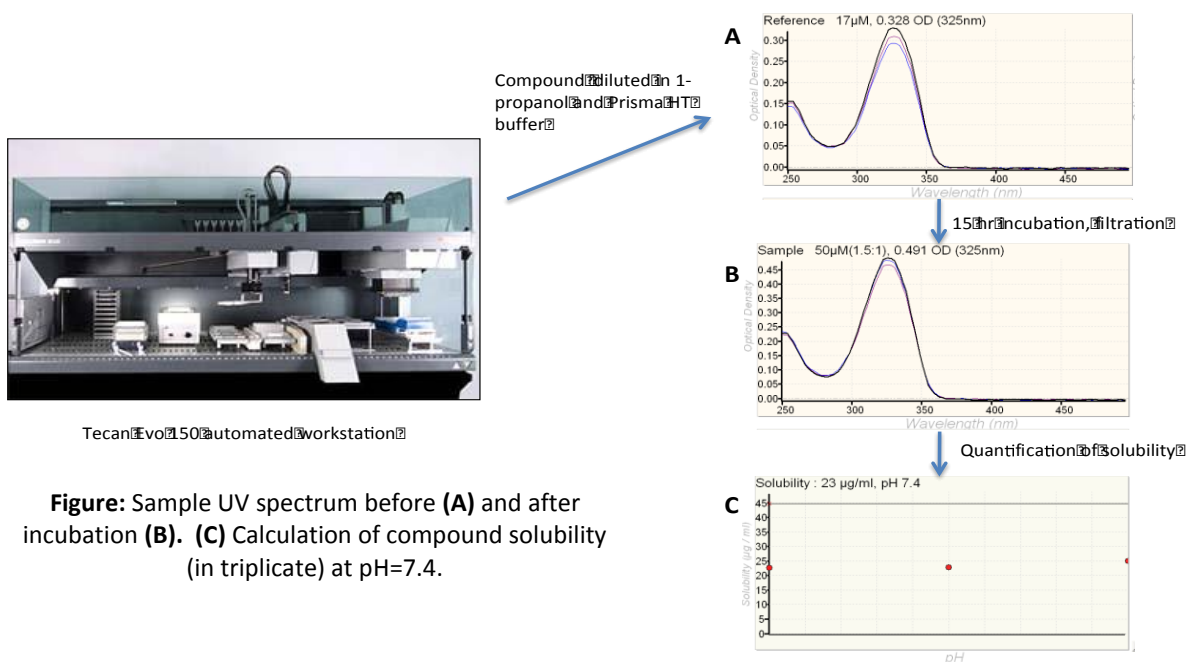 A
Reference 17µM, 0.328 OD (325nm)
Optical Density
0.30
0.25
0.20
0.15
0.10
0.05
0.00
250 300 350 400 450
Wavelength (nm)
Compound diluted in 1-
propanol and Prisma HT
buffer
15 hr incubation, filtration
B
Sample 50µM(1.5:1), 0.491 OD (325nm)
Optical Density
0.45
0.40
0.35
0.30
0.25
0.20
0.15
0.10
0.05
0.00
250 300 350 400 450
Wavelength (nm)
Tecan Evo 150 automated workstation
Quantification of solubility
Figure: Sample UV spectrum before (A) and after
incubation (B). (C) Calculation of compound solubility
(in triplicate) at pH=7.4.
C
Solubility : 23 µg/ml, pH 7.4
Solubility (µg / ml)
45
40
35
30
25
20
15
10
5
0
pH